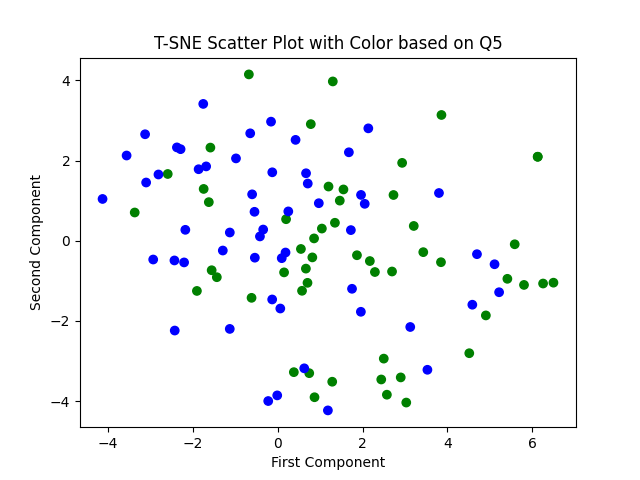 T-SNE Scatter Plot with Color based on Q5
4
2
0
−2
−4
Second Component
−4 −2 0 2 4 6
First Component